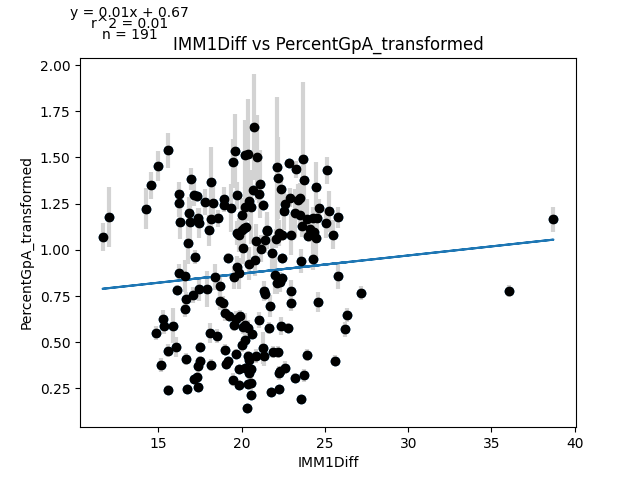 y = 0.01x + 0.67
r^2 = 0.01
n = 191
IMM1Diff vs PercentGpA_transformed
2.00
1.75
1.50
1.25
1.00
0.75
0.50
0.25
PercentGpA_transformed
15 20 25 30 35 40
IMM1Diff